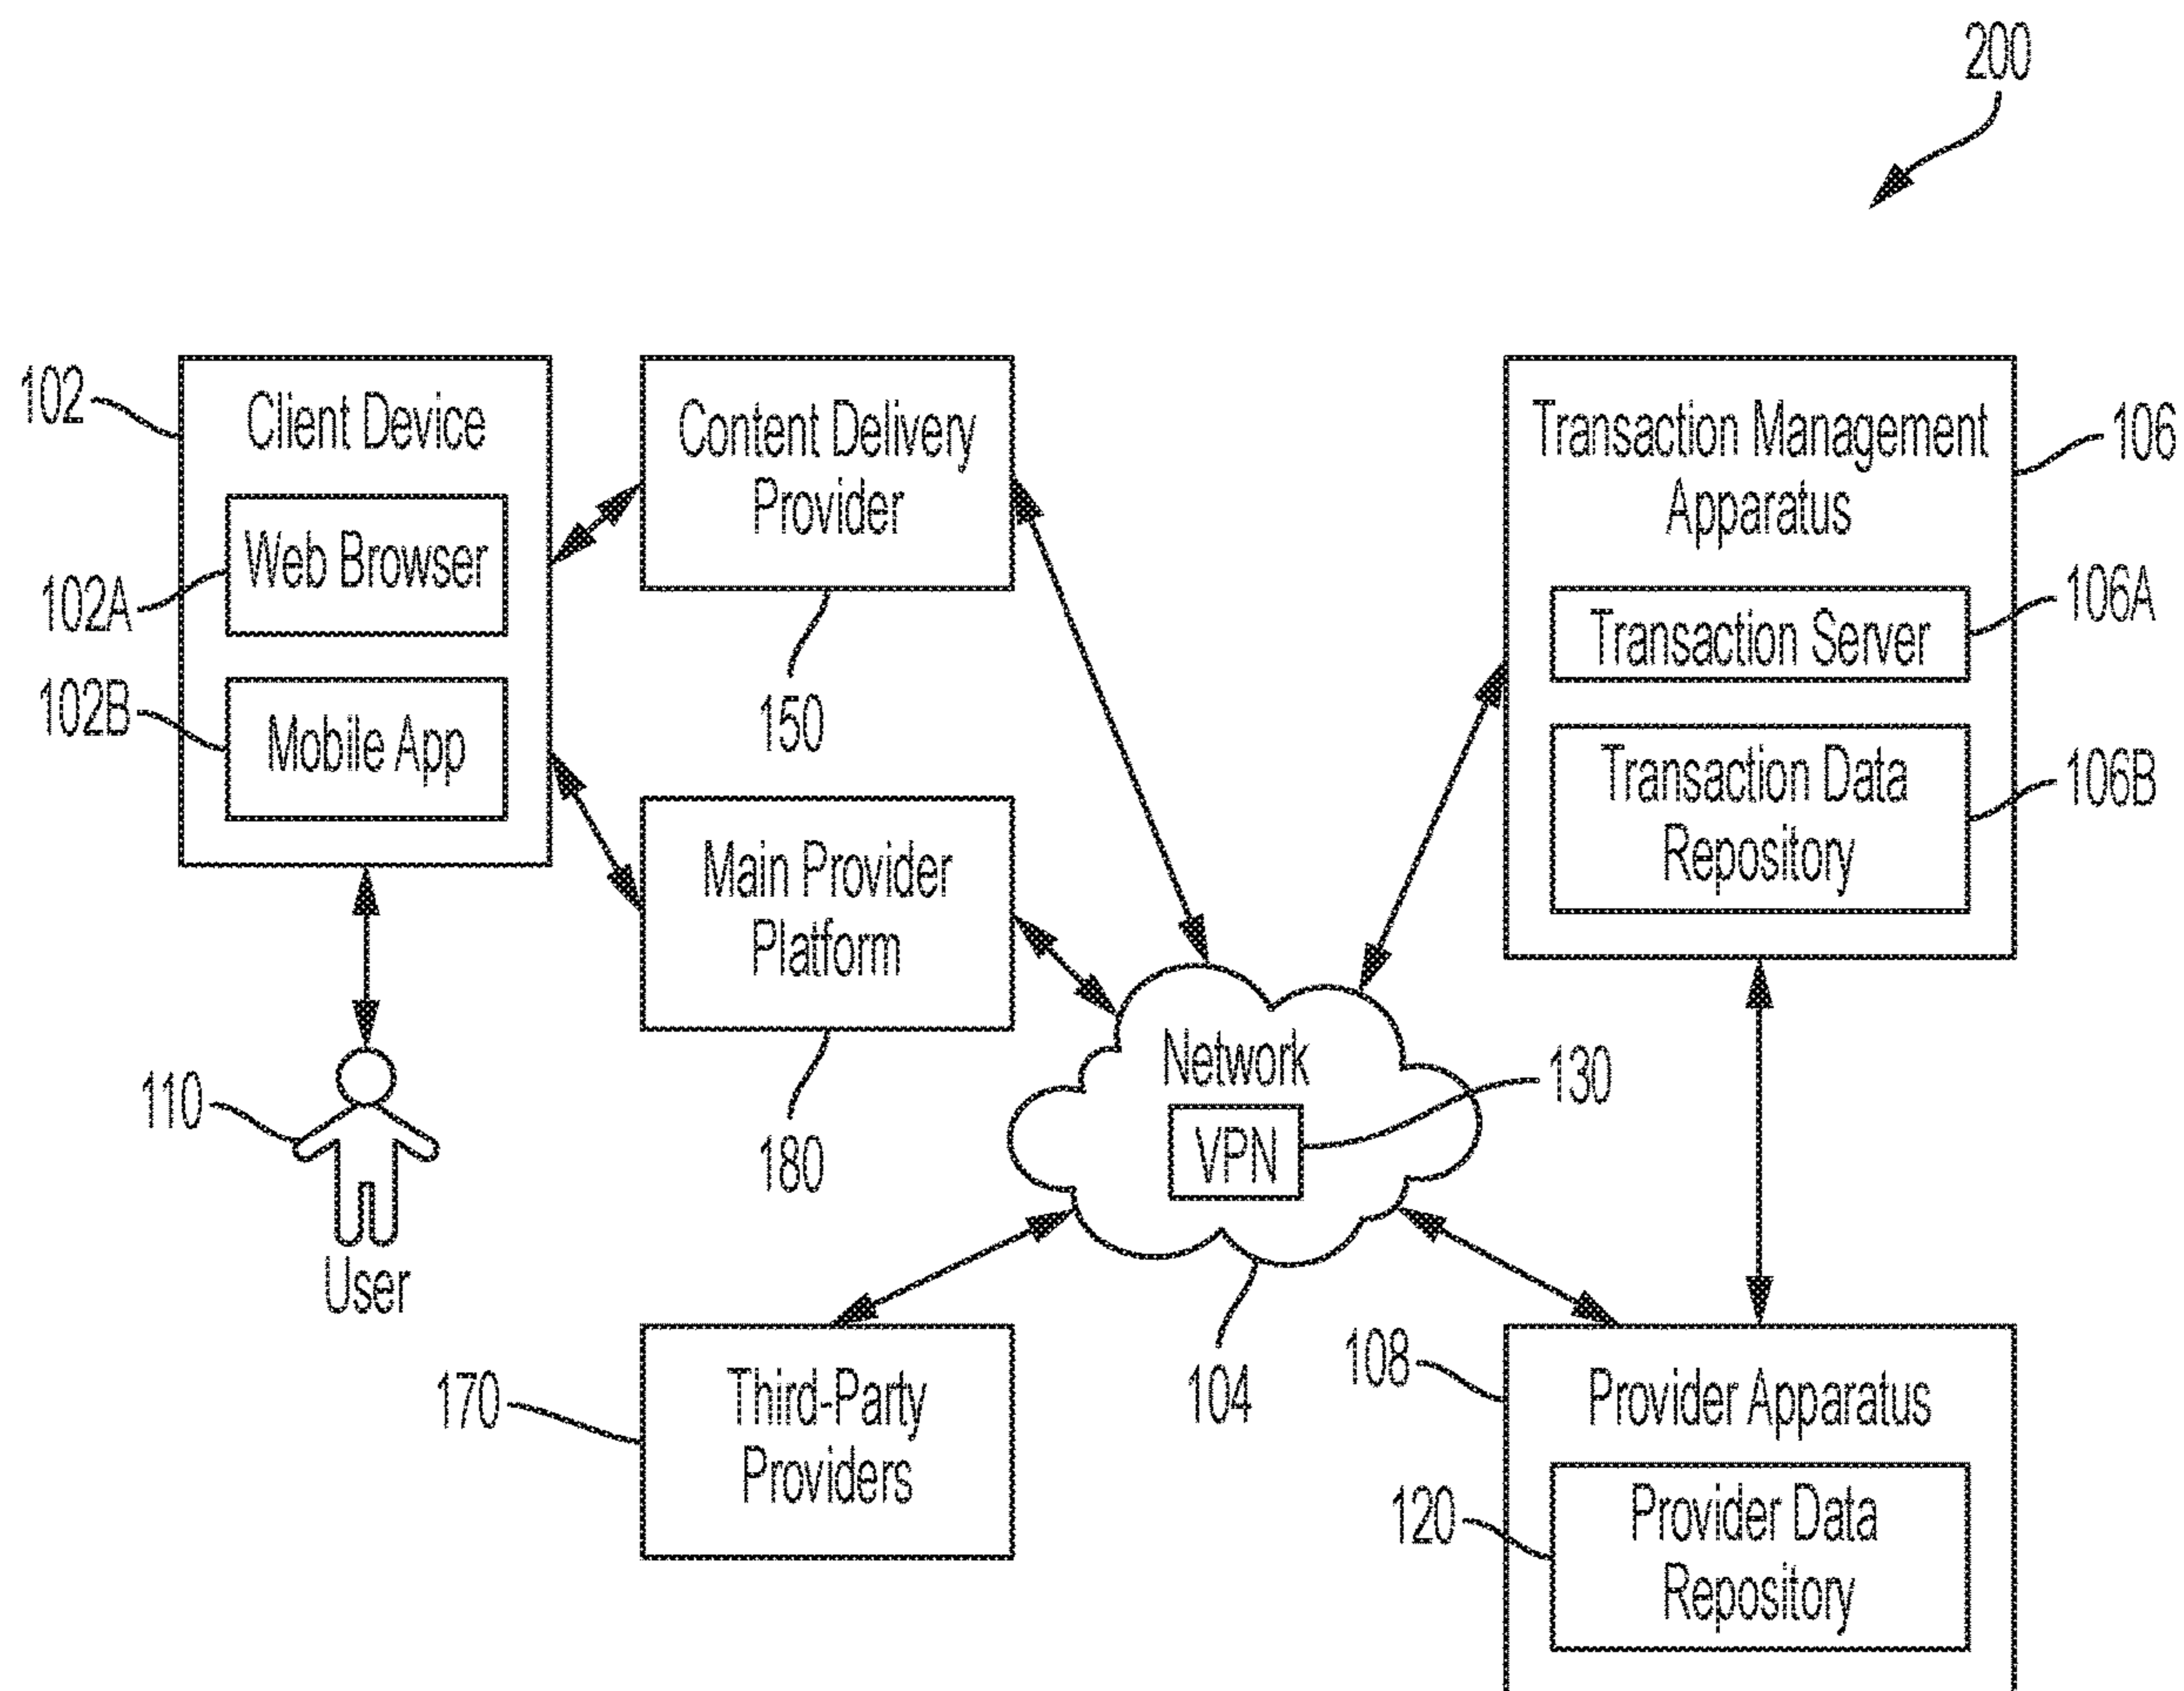 200
102
Client Device
Web Browser
102A
Mobile App
102B
Content Delivery
Provider
150
Main Provider
Platform
180
Transaction Management
Apparatus
106
Transaction Server
106A
Transaction Data
Repository
106B
110
User
Network
VPN
130
104
170
Third-Party
Providers
108
Provider Apparatus
120
Provider Data
Repository